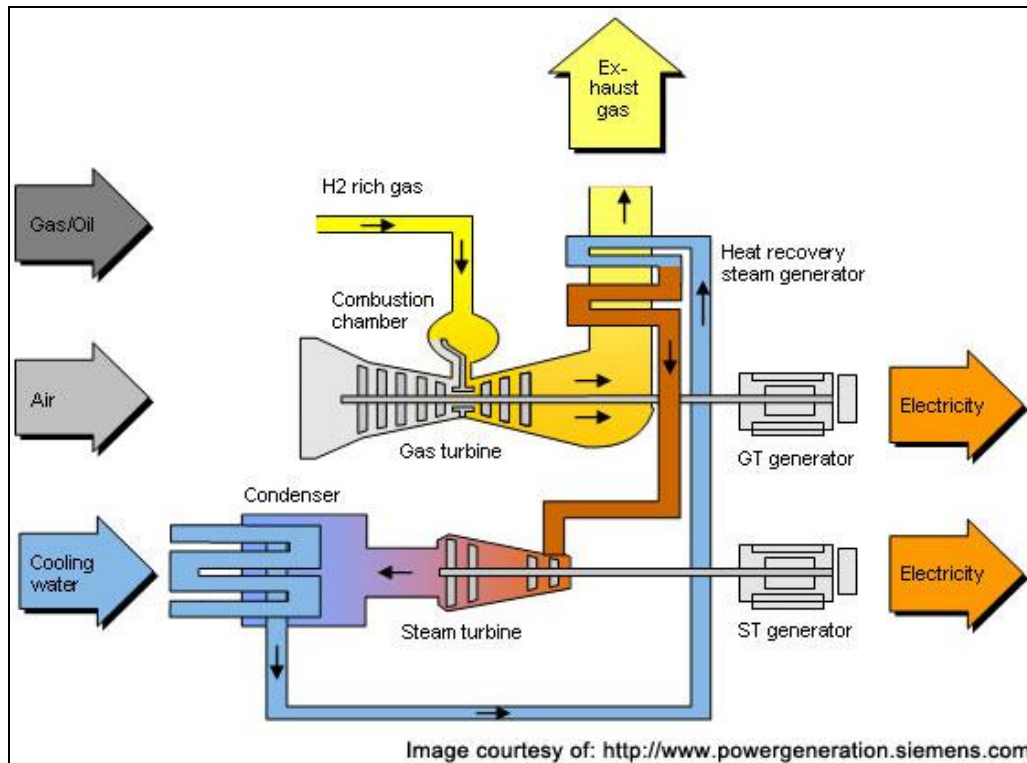 Ex-
haust
gas
H2 rich gas
Gas/Oil
Heat recovery
steam generator
Combustion
chamber
Air
Electricity
Gas turbine
GT generator
Condenser
Cooling
water
Electricity
Steam turbine
ST generator
Image courtesy of: http://www.powergeneration.siemens.com